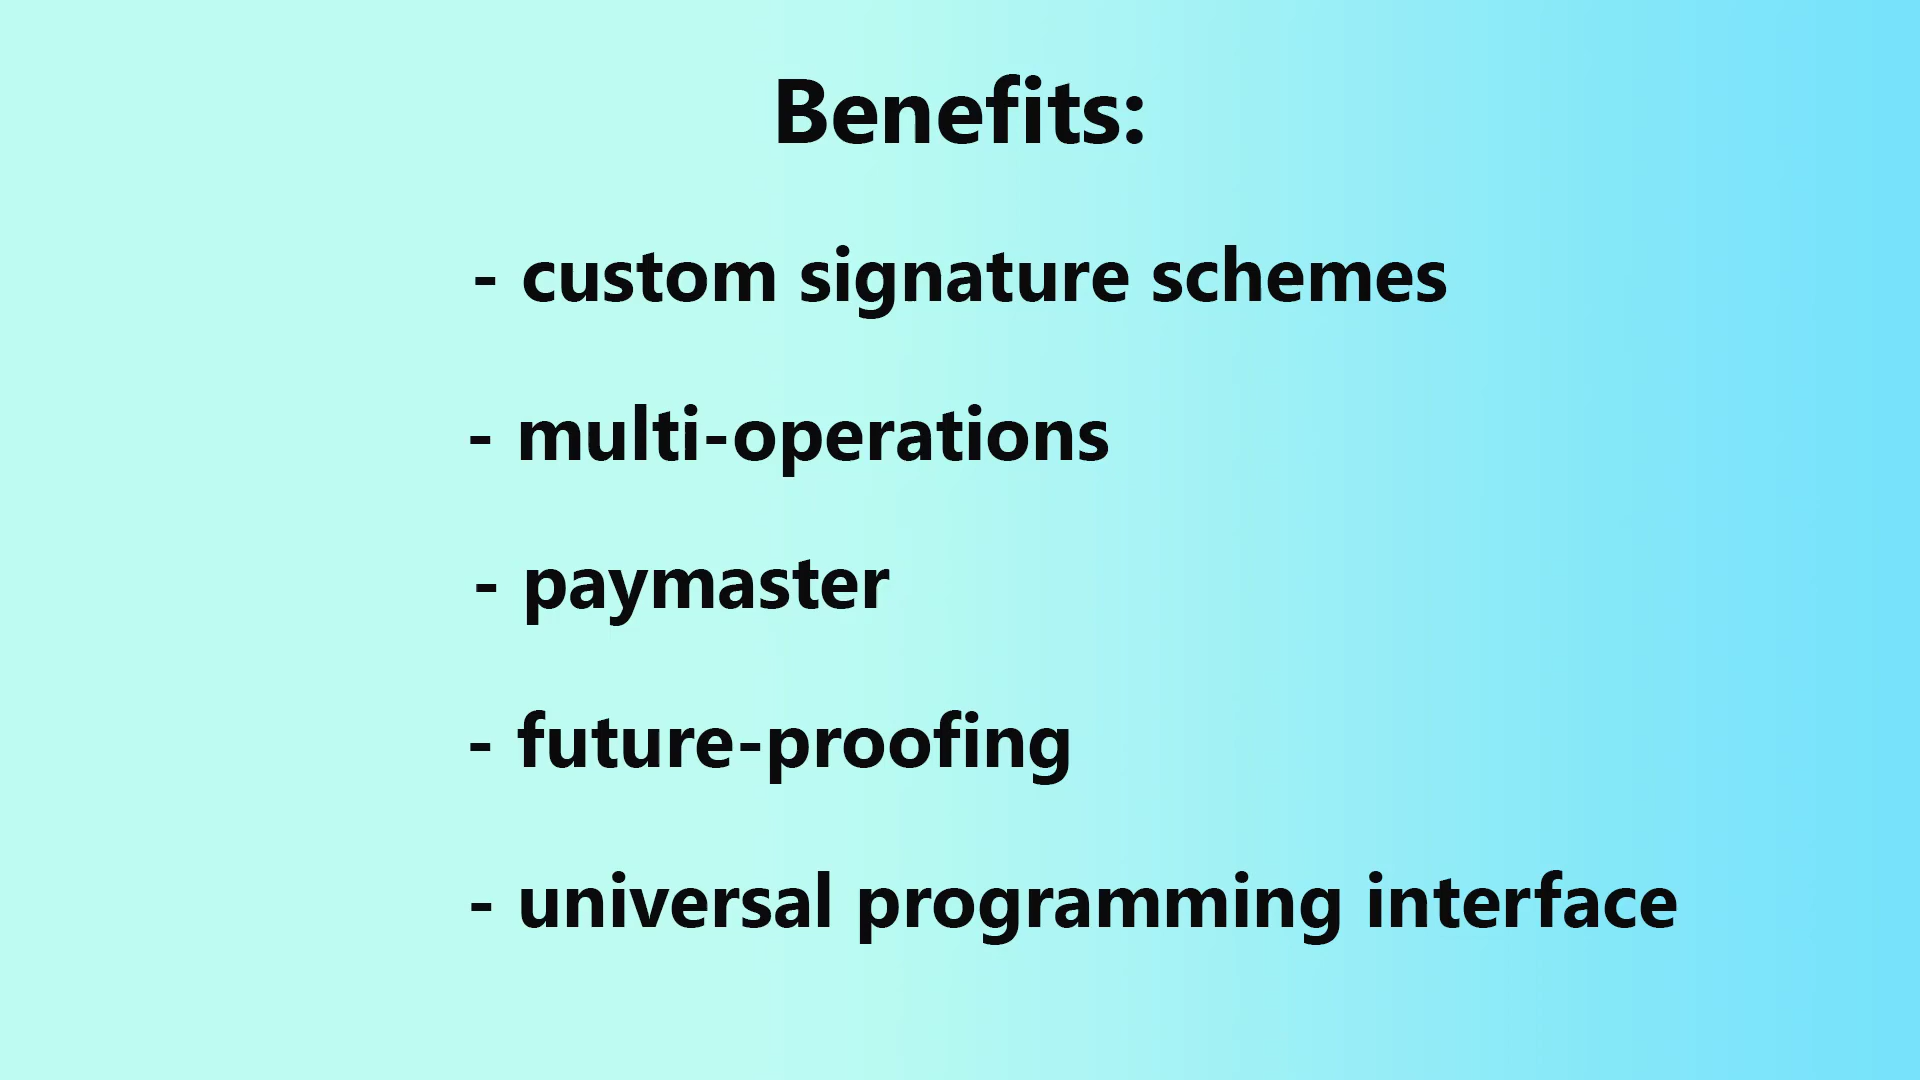 Benefits:
- custom signature schemes
- multi-operations
- paymaster
- future-proofing
- universal programming interface